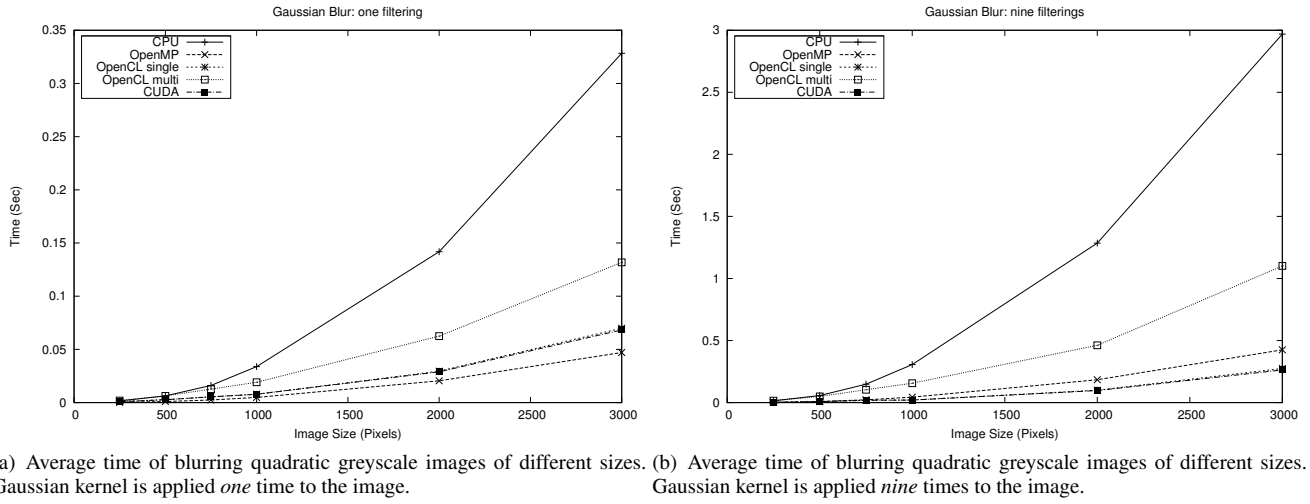 Gaussian Blur: one filtering
0.35
0.3
0.25
0.2
0.15
0.1
0.05
0
Time (Sec)
CPU
OpenMP
OpenCL single
OpenCL multi
CUDA
0 500 1000 1500 2000 2500 3000
Image Size (Pixels)
a) Average time of blurring quadratic greyscale images of different sizes.
Gaussian kernel is applied one time to the image.
Gaussian Blur: nine filterings
3
2.5
2
1.5
1
0.5
0
Time (Sec)
CPU
OpenMP
OpenCL single
OpenCL multi
CUDA
0 500 1000 1500 2000 2500 3000
Image Size (Pixels)
(b) Average time of blurring quadratic greyscale images of different sizes.
Gaussian kernel is applied nine times to the image.